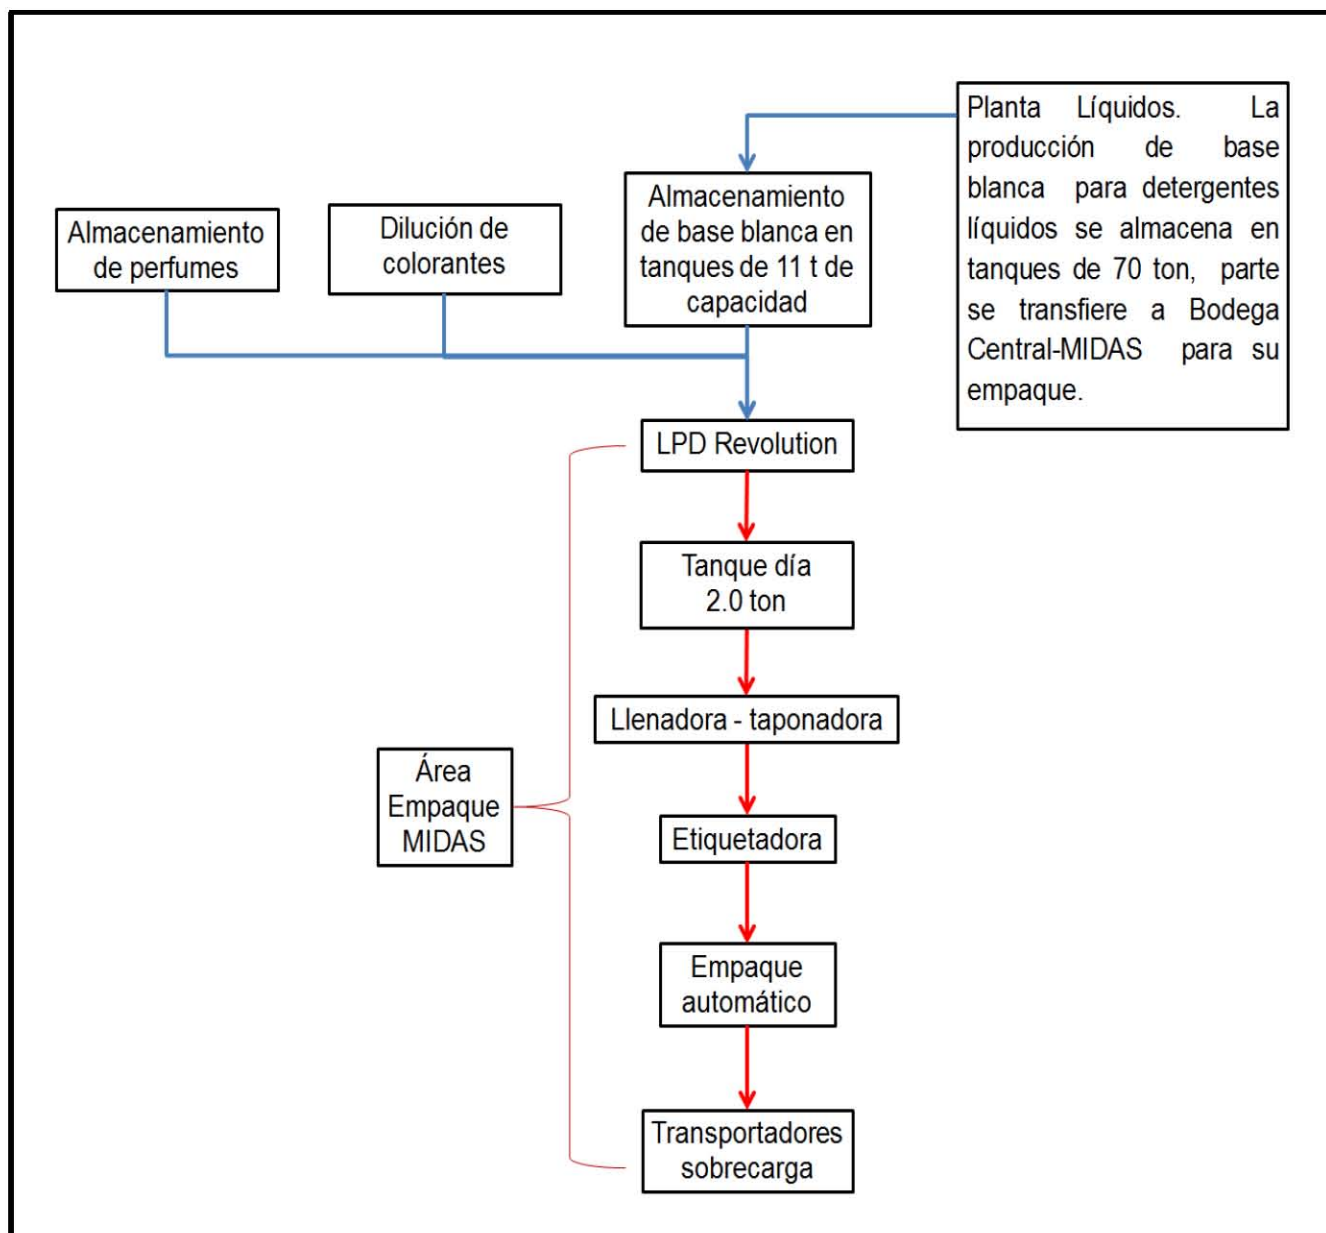 Planta Líquidos. La
producción de base
blanca para detergentes
líquidos se almacena en
tanques de 70 ton, parte
se transfiere a Bodega
Central-MIDAS para su
empaque.
Almacenamiento
de perfumes
Dilución de
colorantes
Almacenamiento
de base blanca en
tanques de 11 t de
capacidad
LPD Revolution
Tanque día
2.0 ton
Llenadora - taponadora
Área
Empaque
MIDAS
Etiquetadora
Empaque
automático
Transportadores
sobrecarga